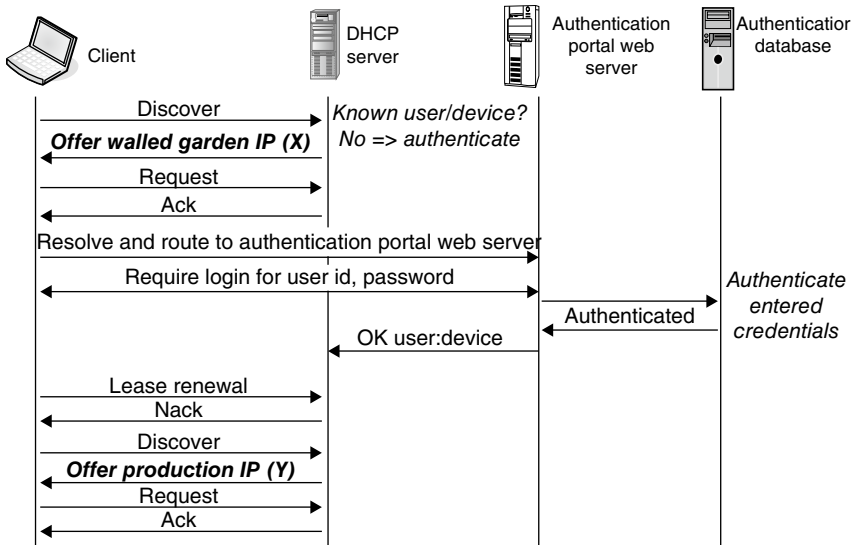 Client
DHCP
server
Authentication
portal web
server
Authentication
database
Discover
Known user/device?
No => authenticate
Offer walled garden IP (X)
Request
Ack
Resolve and route to authentication portal web server
Require login for user id, password
Authenticate
entered
credentials
Authenticated
OK user:device
Lease renewal
Nack
Discover
Offer production IP (Y)
Request
Ack